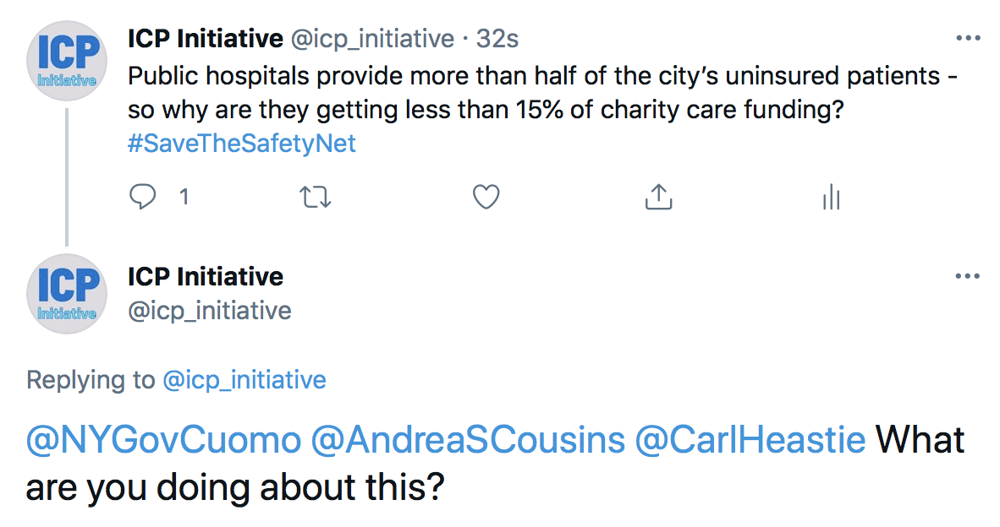 ICP Initiative
ICP Initiative @icp_initiative · 32s
Public hospitals provide more than half of the city’s uninsured patients -
so why are they getting less than 15% of charity care funding?
#SaveTheSafetyNet
1
ICP Initiative
ICP Initiative
@icp_initiative
Replying to @icp_initiative
@NYGovCuomo @AndreaSCousins @CarlHeastie What
are you doing about this?